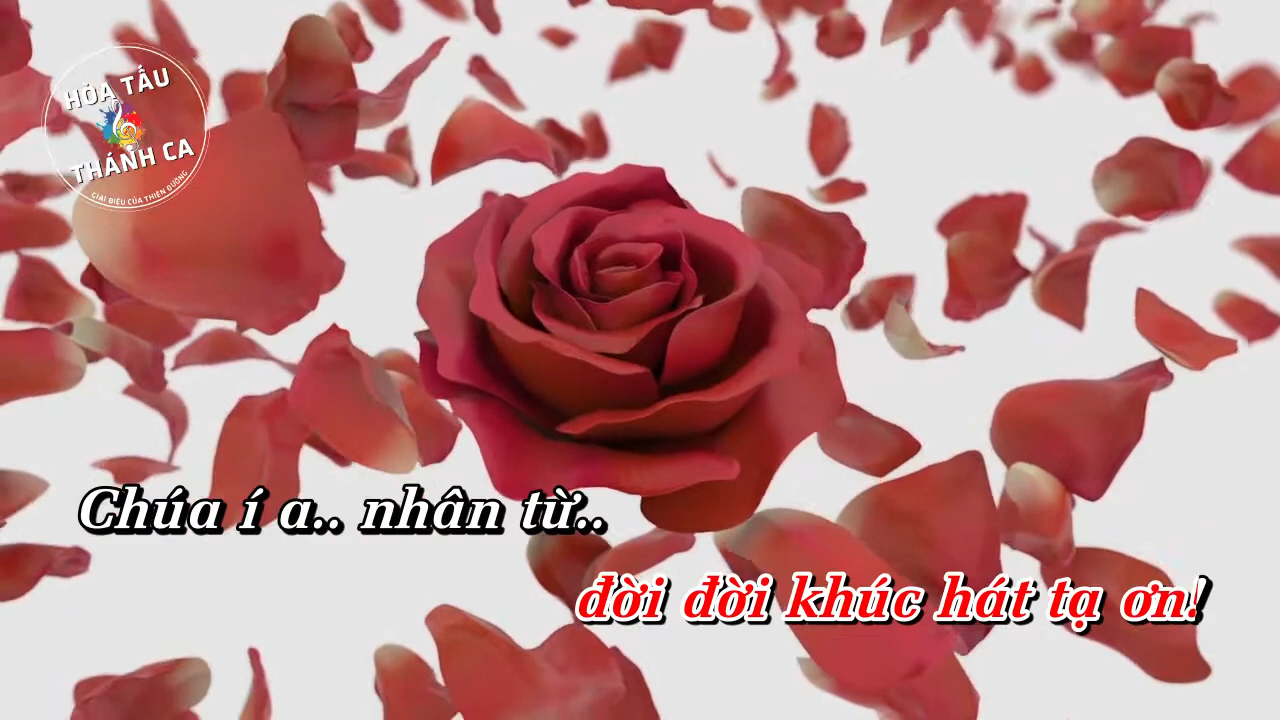 HÒA TẤU
THÁNH CA
GIAI ĐIỆU CỦA THIÊN ĐƯỜNG
Chúa í a.. nhân từ..
đời đời khúc hát tạ ơn!